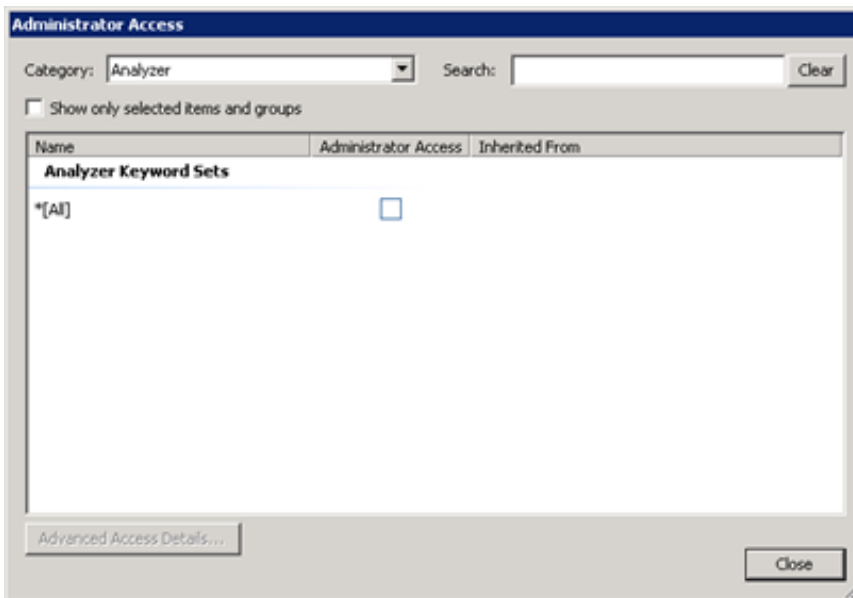 Administrator Access
Category: Analyzer Search: Clear
Show only selected items and groups
Name Administrator Access Inherited From
Analyzer Keyword Sets
*[All]
Advanced Access Details...
Close